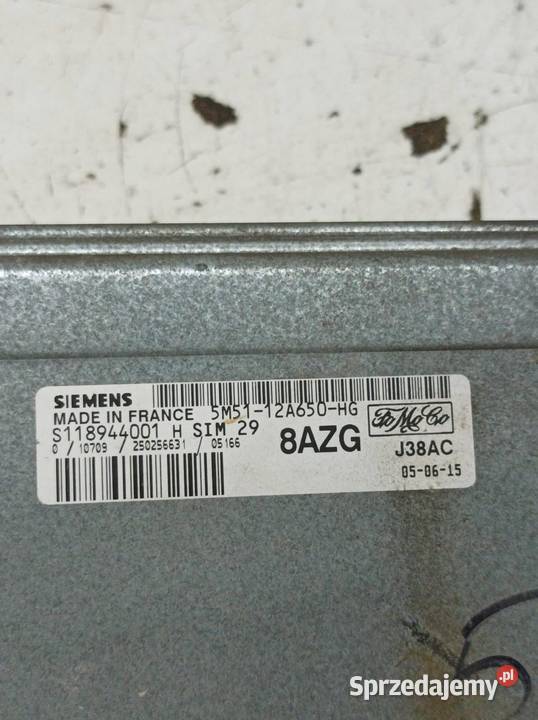 SIEMENS
MADE IN FRANCE 5M51-12A650-HG
S118944001 H SIM 29
0 / 10709 / 250256631 / 05166
8AZG
FoMoCo
J38AC
05-06-15
Sprzedajemy.pl